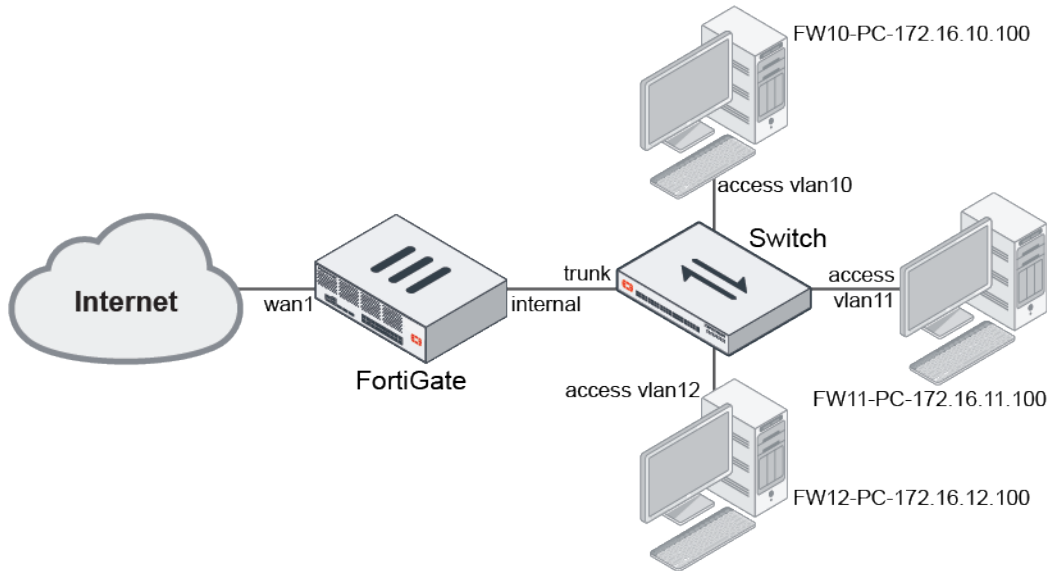 FW10-PC-172.16.10.100
access vlan10
Switch
trunk
access
vlan11
Internet
wan1
internal
FortiGate
access vlan12
FW11-PC-172.16.11.100
FW12-PC-172.16.12.100